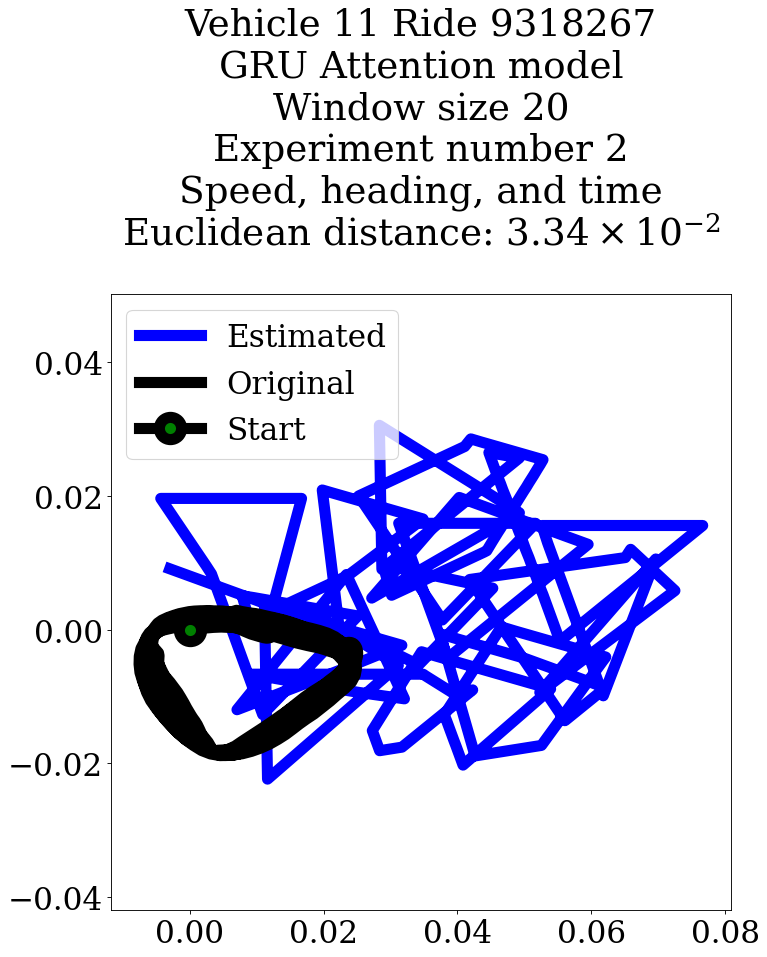 Vehicle 11 Ride 9318267
GRU Attention model
Window size 20
Experiment number 2
Speed, heading, and time
Euclidean distance: 3.34 × 10⁻²
Estimated
Original
Start
0.04
0.02
0.00
−0.02
−0.04
0.00 0.02 0.04 0.06 0.08